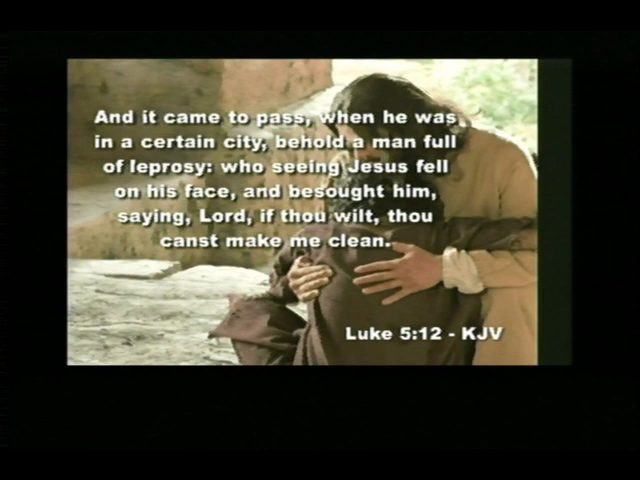 And it came to pass, when he was
in a certain city, behold a man full
of leprosy: who seeing Jesus fell
on his face, and besought him,
saying, Lord, if thou wilt, thou
canst make me clean.
Luke 5:12 - KJV